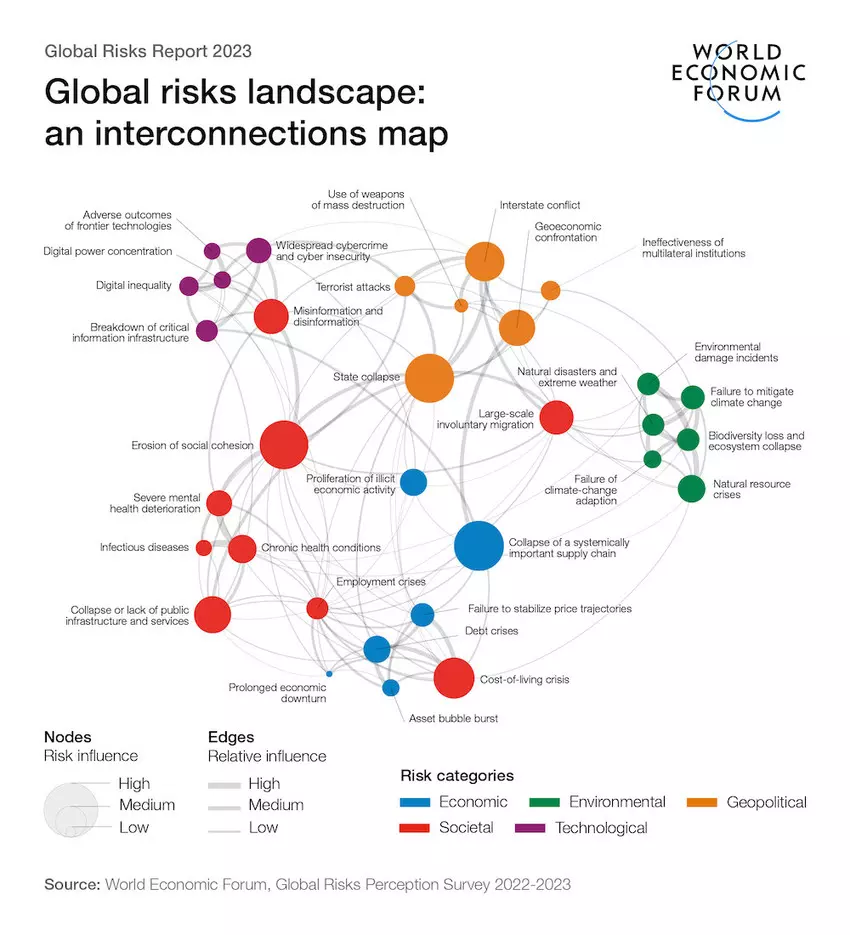 Global Risks Report 2023
Global risks landscape:
an interconnections map
WORLD
ECONOMIC
FORUM
Use of weapons
of mass destruction
Interstate conflict
Adverse outcomes
of frontier technologies
Geoeconomic
confrontation
Ineffectiveness of
multilateral institutions
Digital power concentration
Widespread cybercrime
and cyber insecurity
Digital inequality
Terrorist attacks
Misinformation and
disinformation
Breakdown of critical
information infrastructure
Environmental
damage incidents
State collapse
Natural disasters and
extreme weather
Failure to mitigate
climate change
Large-scale
involuntary migration
Biodiversity loss and
ecosystem collapse
Erosion of social cohesion
Proliferation of illicit
economic activity
Failure of
climate-change
adaption
Natural resource
crises
Severe mental
health deterioration
Infectious diseases
Chronic health conditions
Collapse of a systemically
important supply chain
Employment crises
Collapse or lack of public
infrastructure and services
Failure to stabilize price trajectories
Debt crises
Prolonged economic
downturn
Cost-of-living crisis
Asset bubble burst
Nodes
Risk influence
High
Medium
Low
Edges
Relative influence
High
Medium
Low
Risk categories
Economic
Environmental
Geopolitical
Societal
Technological
Source: World Economic Forum, Global Risks Perception Survey 2022-2023